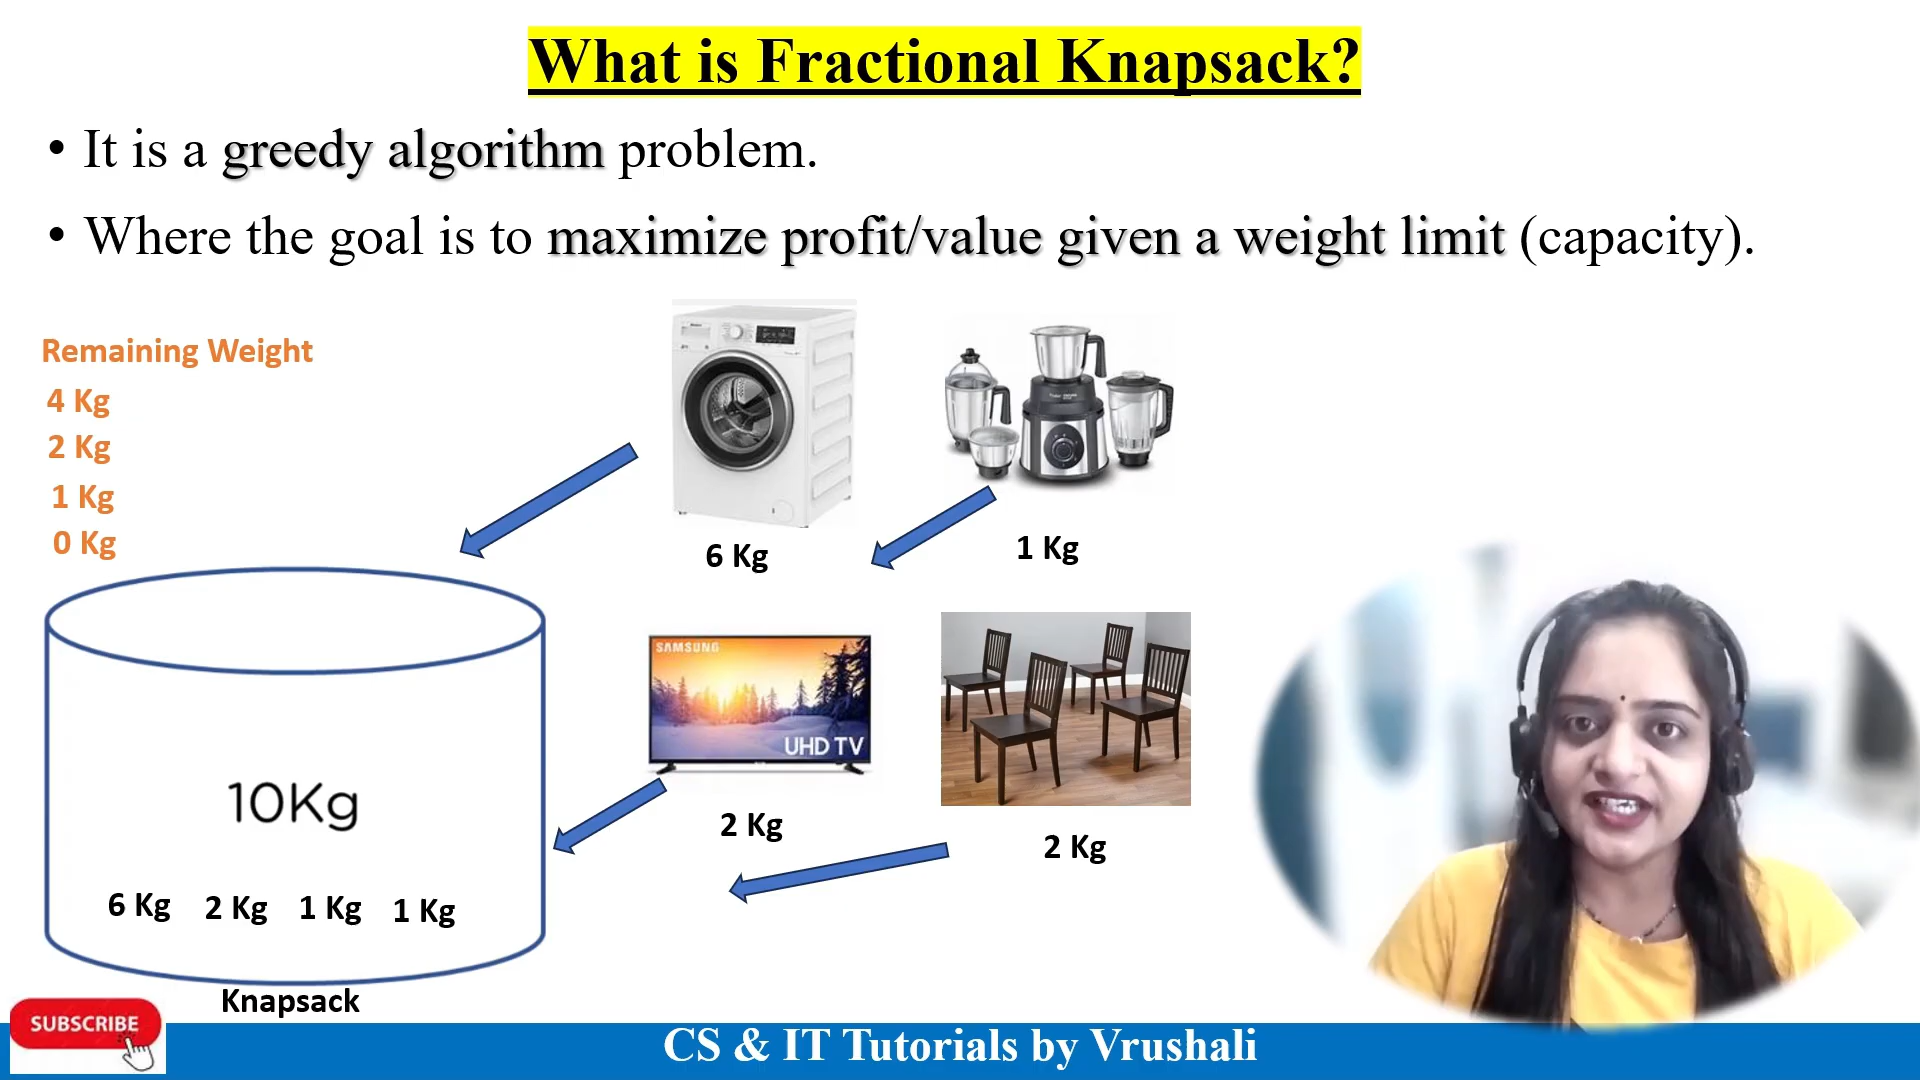 What is Fractional Knapsack?
• It is a greedy algorithm problem.
• Where the goal is to maximize profit/value given a weight limit (capacity).
Remaining Weight
4 Kg
2 Kg
1 Kg
0 Kg
6 Kg
1 Kg
SAMSUNG
UHD TV
2 Kg
2 Kg
10Kg
6 Kg 2 Kg 1 Kg 1 Kg
Knapsack
SUBSCRIBE
CS & IT Tutorials by Vrushali